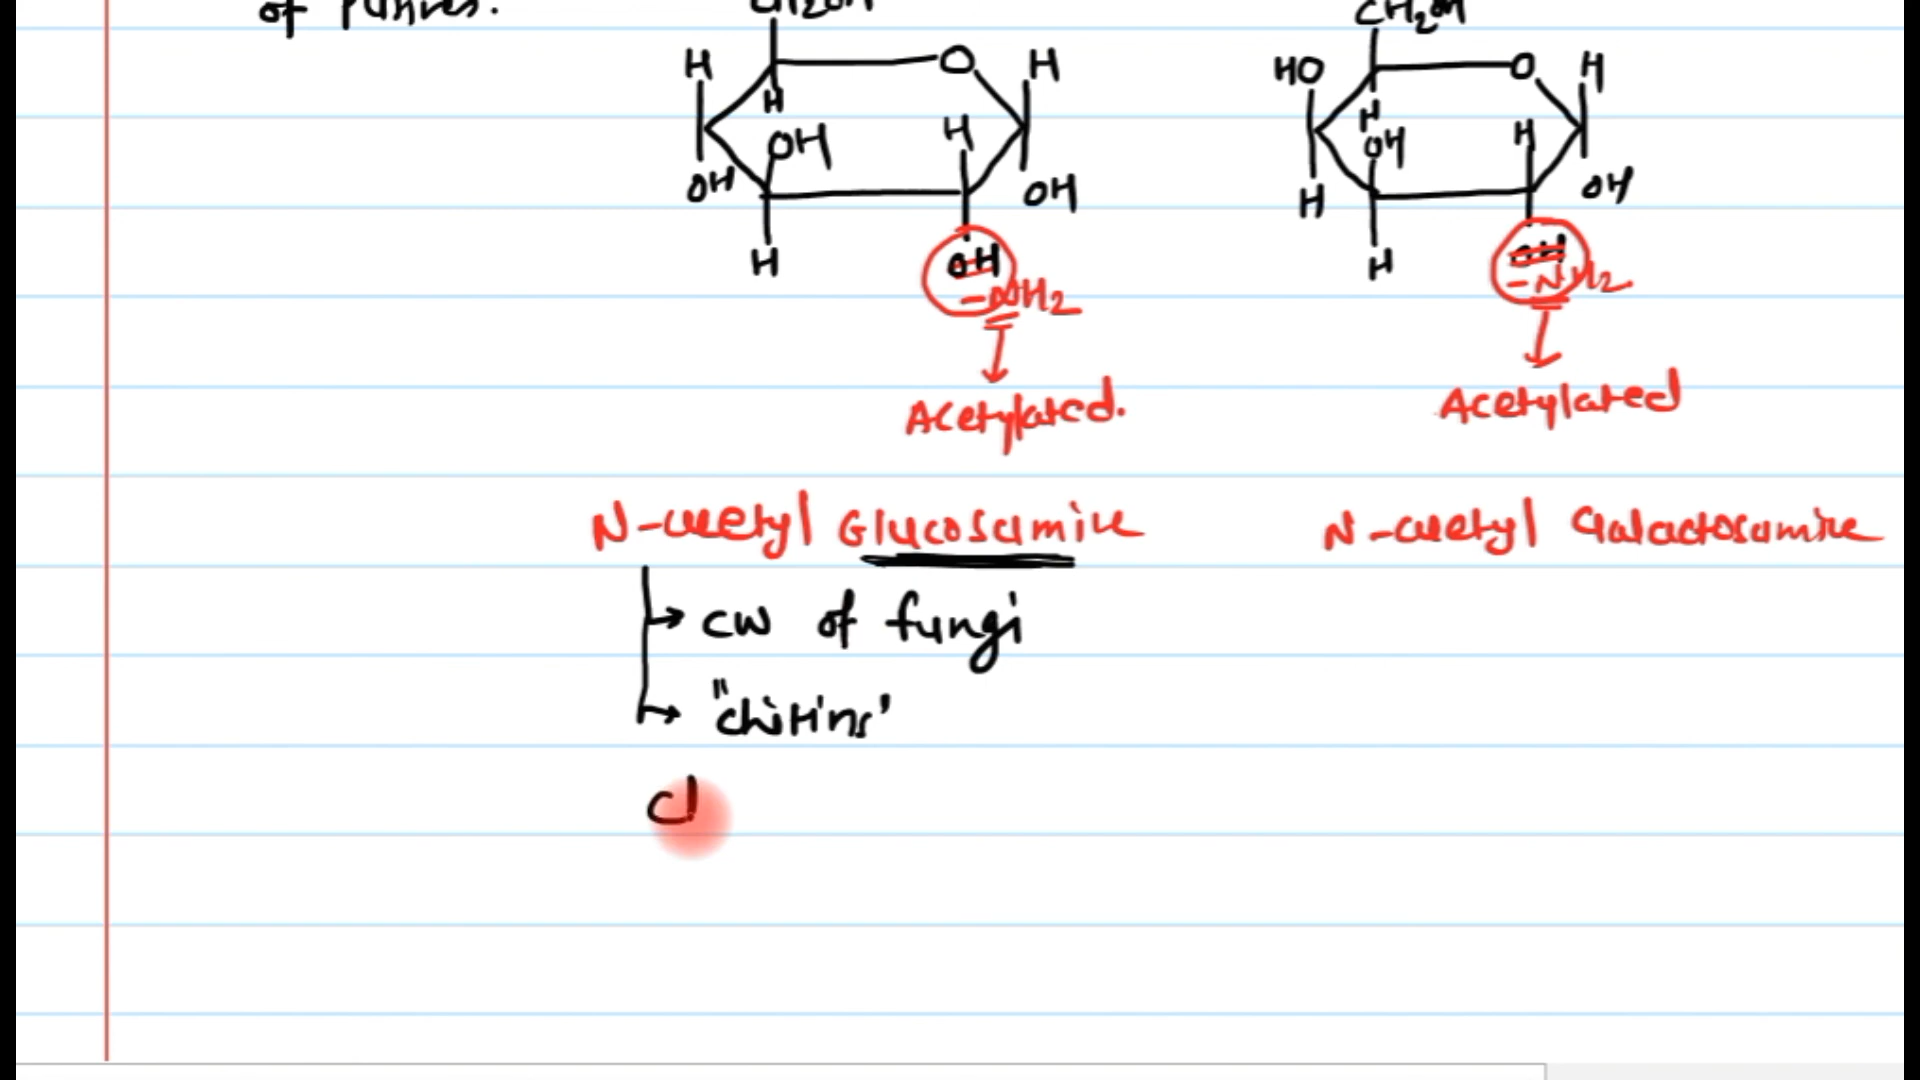 of
CH2OH CH2OH
H O H HO O H
H H
OH H OH H
OH OH H OH
H OH H OH
-NH2 -NH2
Acetylated. Acetylated
N-acetyl Glucosamine N-acetyl Galactosamine
CW of fungi
"chitins'